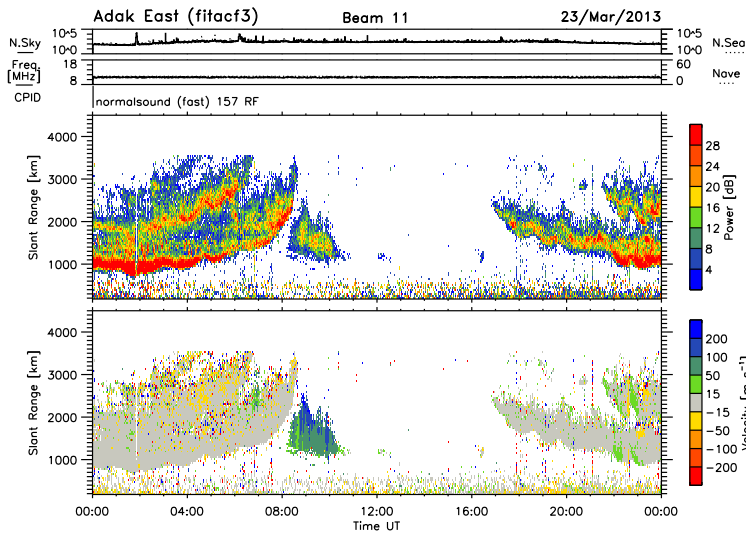 Adak East (fitacf3) Beam 11 23/Mar/2013
N.Sky 10+5 10+0 10+5 10+0 N.Sea
Freq. [MHz] 18 8 60 0 Nave
CPID normalsound (fast) 157 RF
Slant Range [km] 4000 3000 2000 1000
28 24 20 16 12 8 4 Power [dB]
Slant Range [km] 4000 3000 2000 1000
200 100 50 15 -15 -50 -100 -200 Velocity [m s-1]
00:00 04:00 08:00 12:00 16:00 20:00 00:00
Time UT